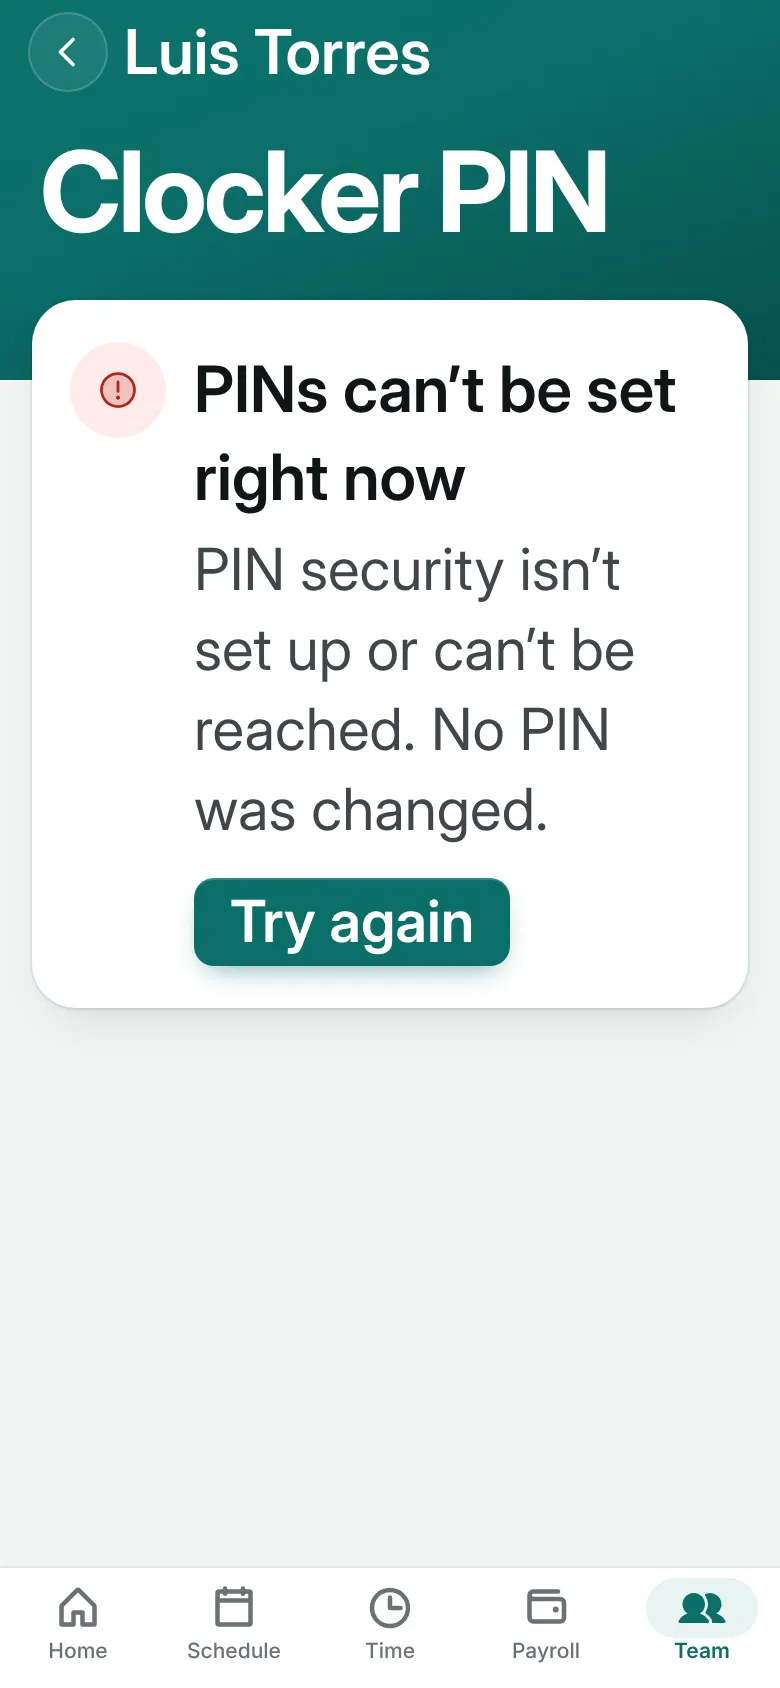 Luis Torres
Clocker PIN
PINs can’t be set
right now
PIN security isn’t
set up or can’t be
reached. No PIN
was changed.
Try again
Home
Schedule
Time
Payroll
Team